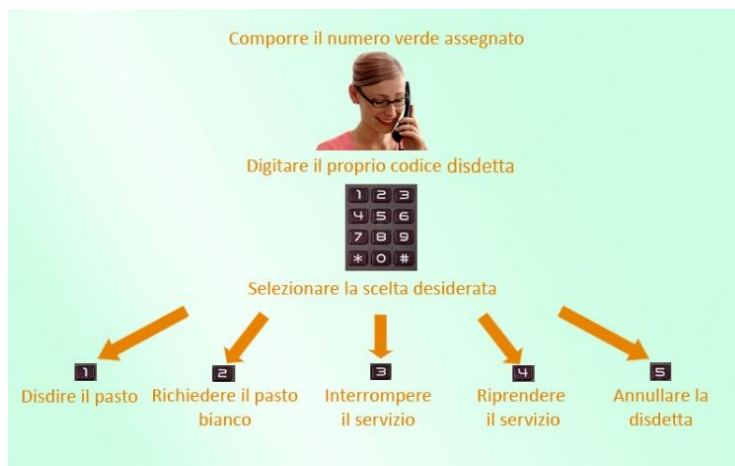 Comporre il numero verde assegnato
Digitare il proprio codice disdetta
1 2 3
4 5 6
7 8 9
* 0 #
Selezionare la scelta desiderata
1 2 3 4 5
Disdire il pasto
Richiedere il pasto
bianco
Interrompere
il servizio
Riprendere
il servizio
Annullare la
disdetta